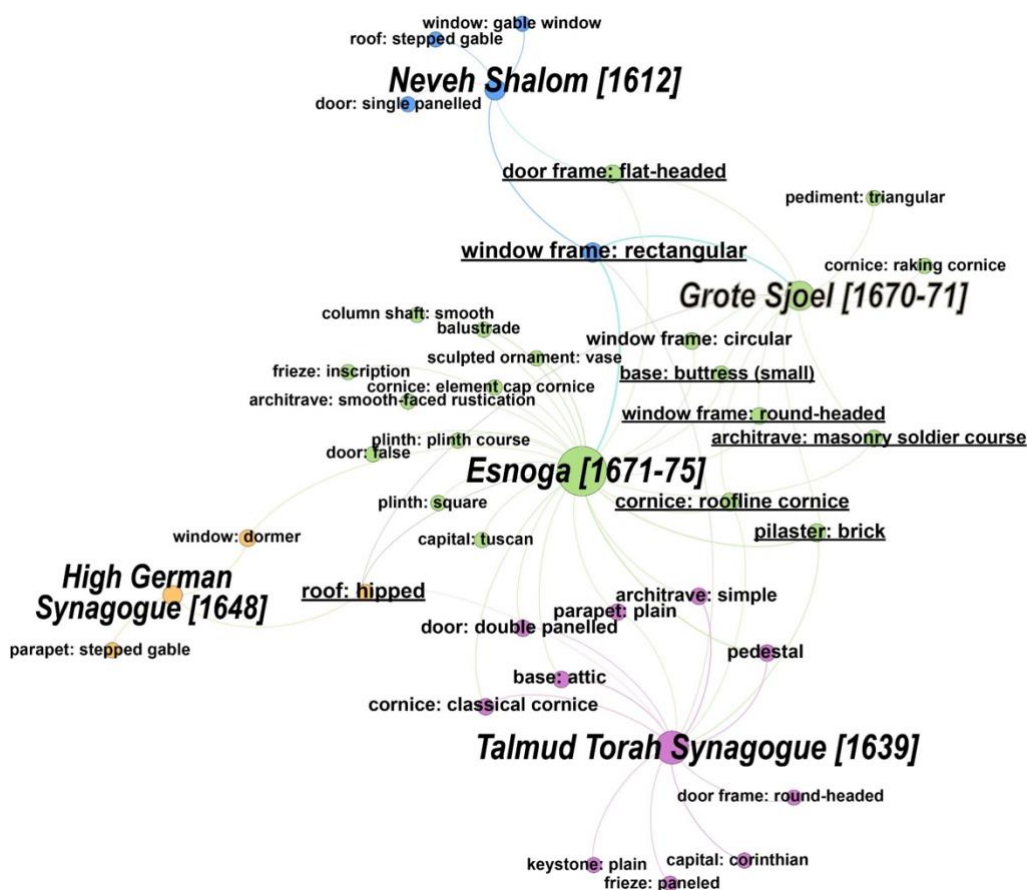 window: gable window
roof: stepped gable
Neveh Shalom [1612]
door: single panelled
door frame: flat-headed
pediment: triangular
window frame: rectangular
cornice: raking cornice
Grote Sjoel [1670-71]
column shaft: smooth
balustrade
window frame: circular
sculpted ornament: vase
frieze: inscription
base: buttress (small)
cornice: element cap cornice
architrave: smooth-faced rustication
window frame: round-headed
plinth: plinth course
architrave: masonry soldier course
door: false
Esnoga [1671-75]
plinth: square
cornice: roofline cornice
pilaster: brick
window: dormer
capital: tuscan
High German
Synagogue [1648]
roof: hipped
architrave: simple
parapet: plain
door: double panelled
parapet: stepped gable
pedestal
base: attic
cornice: classical cornice
Talmud Torah Synagogue [1639]
door frame: round-headed
keystone: plain
capital: corinthian
frieze: paneled